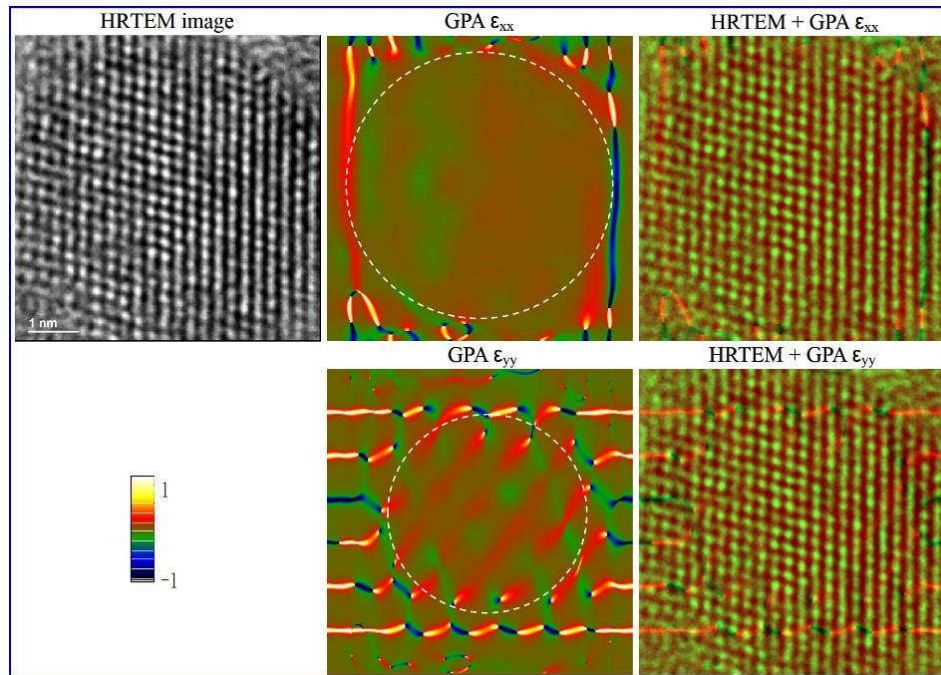 HRTEM image
GPA εxx
HRTEM + GPA εxx
1 nm
GPA εyy
HRTEM + GPA εyy
1
-1